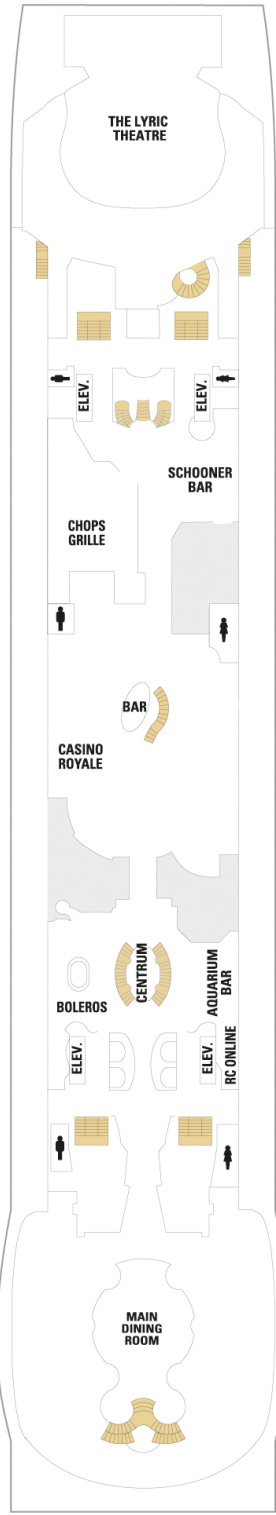 THE LYRIC
THEATRE
ELEV.
ELEV.
SCHOONER
BAR
CHOPS
GRILLE
BAR
CASINO
ROYALE
CENTRUM
AQUARIUM
BAR
BOLEROS
ELEV.
ELEV.
RC ONLINE
MAIN
DINING
ROOM